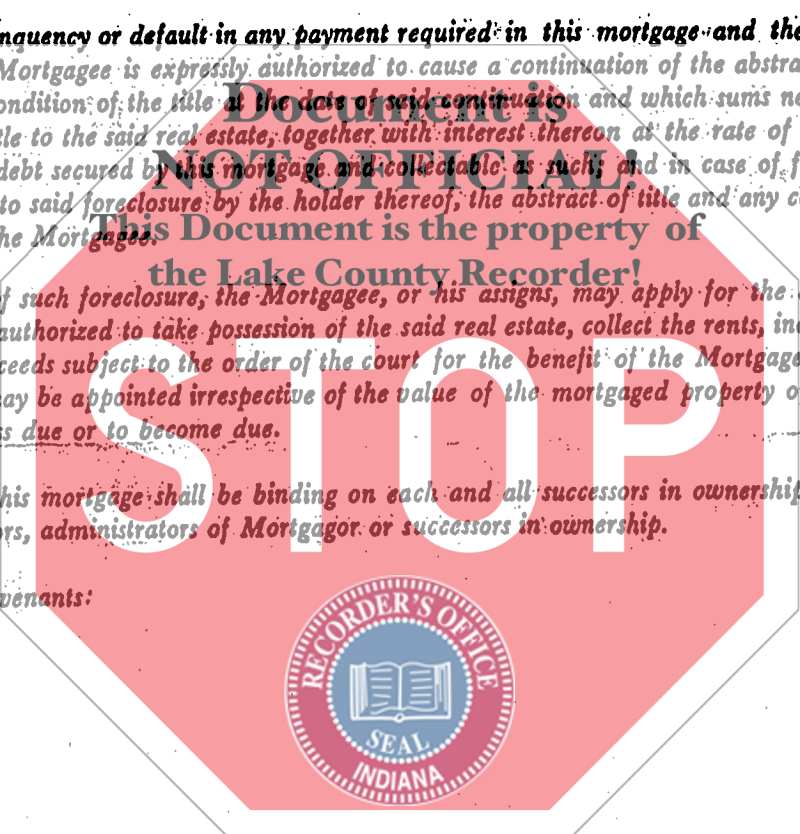 nquency or default in any payment required in this mortgage and the
Mortgagee is expressly authorized to cause a continuation of the abstra
ondition of the title at the date of said continuation and which sums ne
Document is
tle to the said real estate, together with interest thereon at the rate of
debt secured by this mortgage and collectable as such; and in case of f
NOT OFFICIAL!
to said foreclosure by the holder thereof, the abstract of title and any c
he Mortgagee.
This Document is the property of
the Lake County Recorder!
f such foreclosure, the Mortgagee, or his assigns, may apply for the
authorized to take possession of the said real estate, collect the rents, in
ceeds subject to the order of the court for the benefit of the Mortgage
ay be appointed irrespective of the value of the mortgaged property o
s due or to become due.
STOP
his mortgage shall be binding on each and all successors in ownership
rs, administrators of Mortgagor or successors in ownership.
venants:
RECORDER'S OFFICE
SEAL
INDIANA